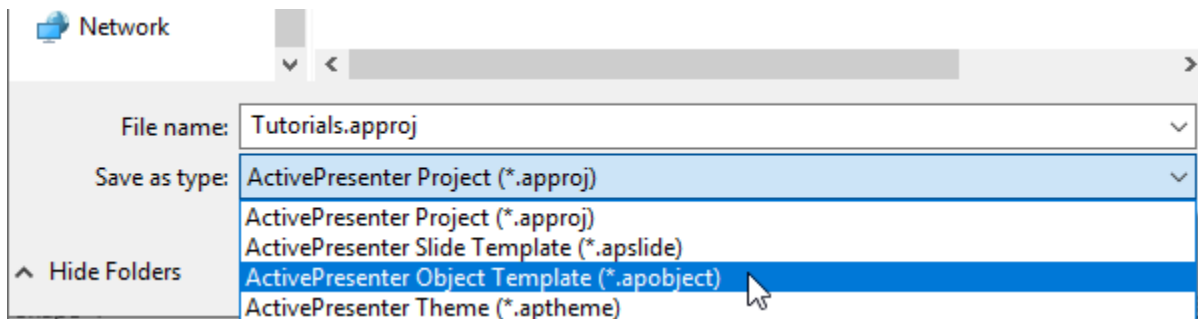 Network
File name: Tutorials.approj
Save as type: ActivePresenter Project (*.approj)
ActivePresenter Project (*.approj)
ActivePresenter Slide Template (*.apslide)
Hide Folders
ActivePresenter Object Template (*.apobject)
ActivePresenter Theme (*.aptheme)